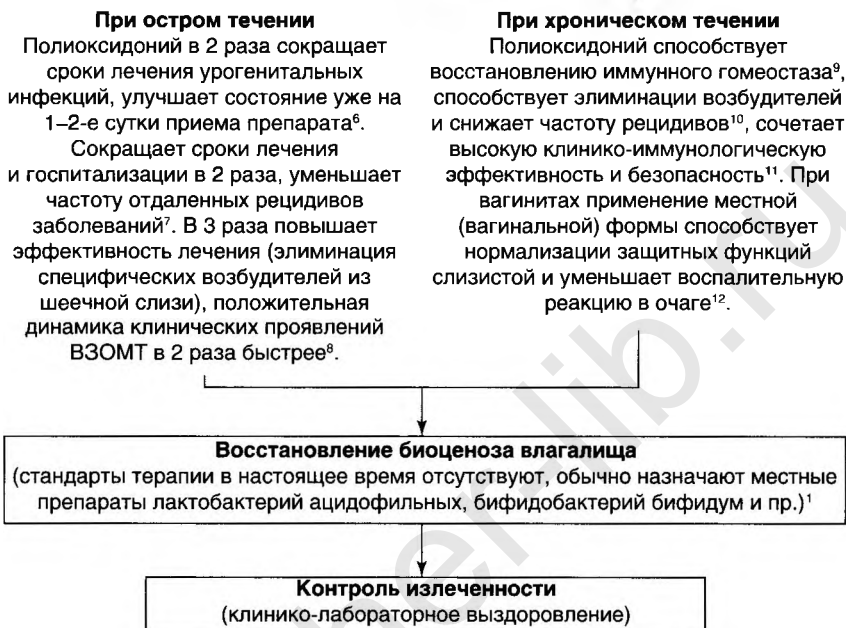 При остром течении
Полиоксидоний в 2 раза сокращает
сроки лечения урогенитальных
инфекций, улучшает состояние уже на
1–2-е сутки приема препарата⁶.
Сокращает сроки лечения
и госпитализации в 2 раза, уменьшает
частоту отдаленных рецидивов
заболеваний⁷. В 3 раза повышает
эффективность лечения (элиминация
специфических возбудителей из
шеечной слизи), положительная
динамика клинических проявлений
ВЗОМТ в 2 раза быстрее⁸.
При хроническом течении
Полиоксидоний способствует
восстановлению иммунного гомеостаза⁹,
способствует элиминации возбудителей
и снижает частоту рецидивов¹⁰, сочетает
высокую клинико-иммунологическую
эффективность и безопасность¹¹. При
вагинитах применение местной
(вагинальной) формы способствует
нормализации защитных функций
слизистой и уменьшает воспалительную
реакцию в очаге¹².
Восстановление биоценоза влагалища
(стандарты терапии в настоящее время отсутствуют, обычно назначают местные
препараты лактобактерий ацидофильных, бифидобактерий бифидум и пр.)¹
Контроль излеченности
(клинико-лабораторное выздоровление)